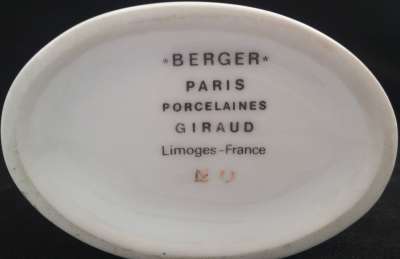 *BERGER*
PARIS
PORCELAINES
GIRAUD
Limoges-France